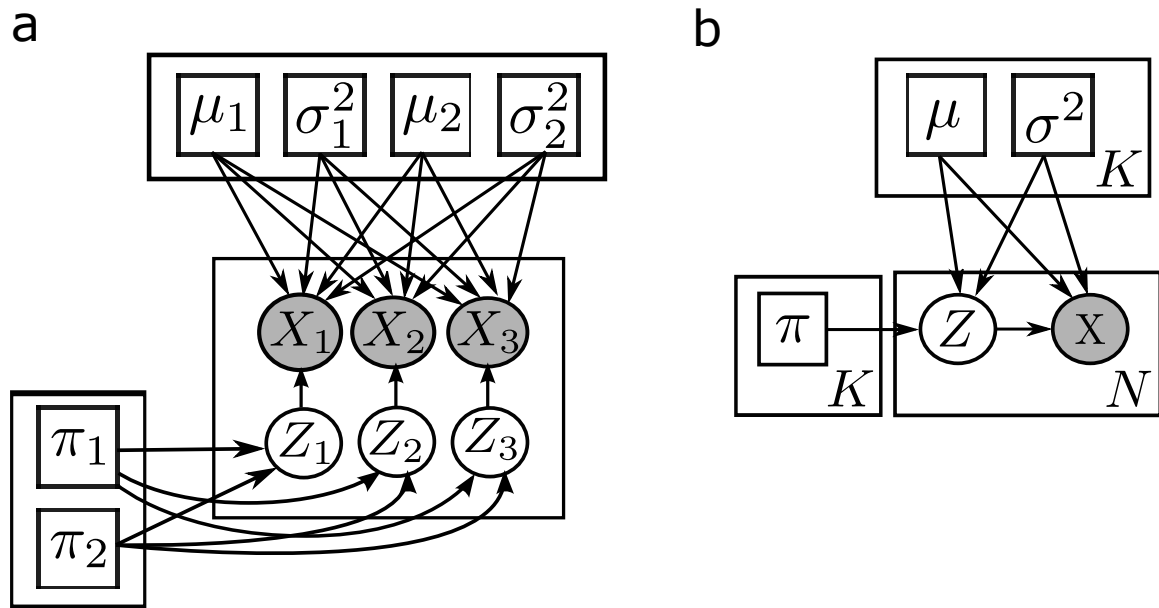 a
μ₁ σ₁² μ₂ σ₂²
X₁ X₂ X₃
π₁
Z₁ Z₂ Z₃
π₂
b
μ σ²
K
π
Z X
K
N